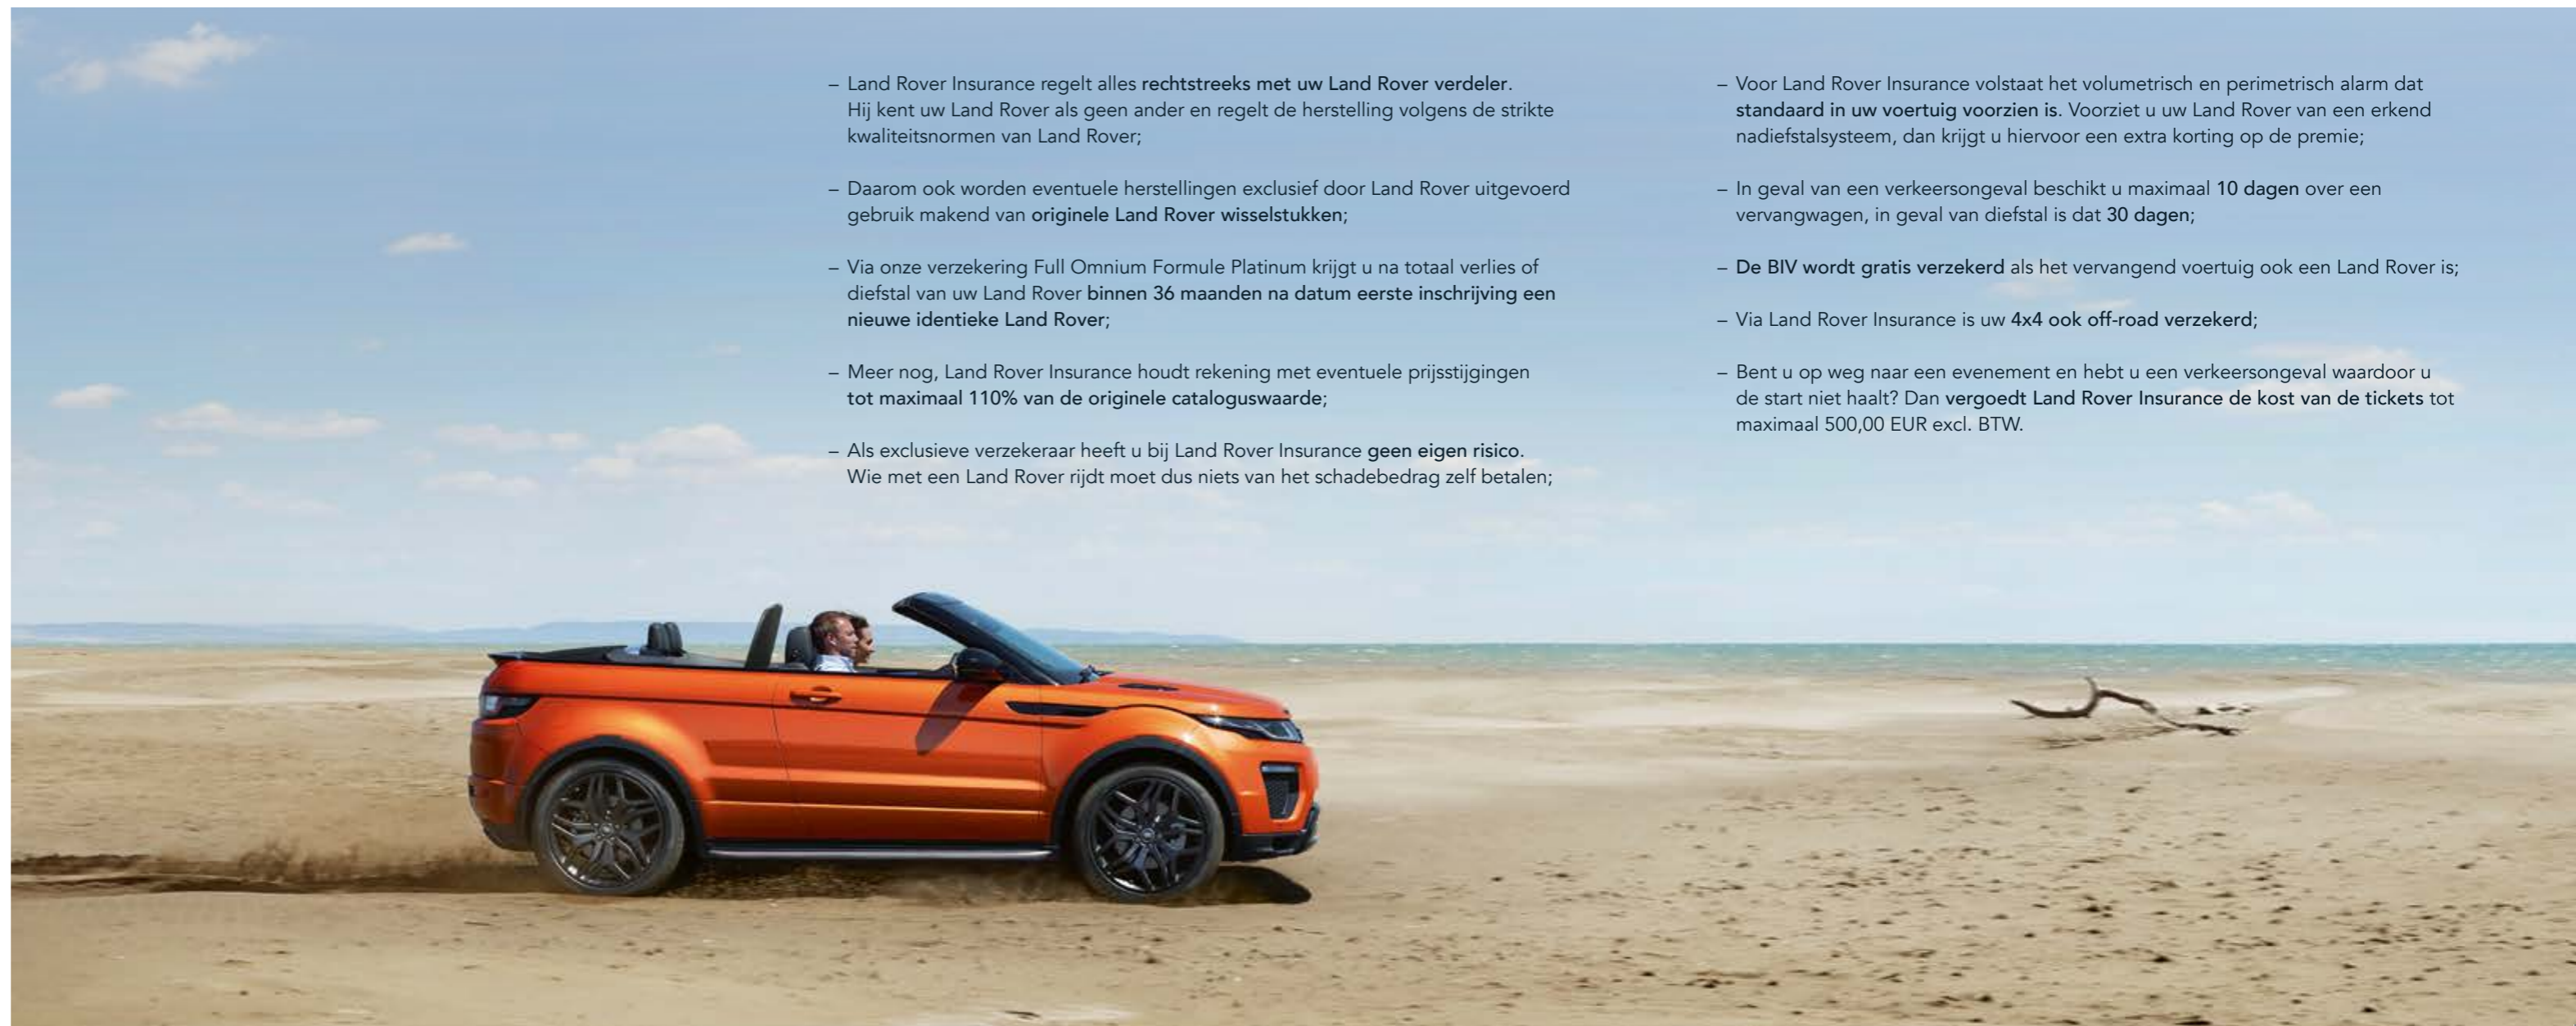 – Land Rover Insurance regelt alles rechtstreeks met uw Land Rover verdeler.
Hij kent uw Land Rover als geen ander en regelt de herstelling volgens de strikte
kwaliteitsnormen van Land Rover;
– Daarom ook worden eventuele herstellingen exclusief door Land Rover uitgevoerd
gebruik makend van originele Land Rover wisselstukken;
– Via onze verzekering Full Omnium Formule Platinum krijgt u na totaal verlies of
diefstal van uw Land Rover binnen 36 maanden na datum eerste inschrijving een
nieuwe identieke Land Rover;
– Meer nog, Land Rover Insurance houdt rekening met eventuele prijsstijgingen
tot maximaal 110% van de originele cataloguswaarde;
– Als exclusieve verzekeraar heeft u bij Land Rover Insurance geen eigen risico.
Wie met een Land Rover rijdt moet dus niets van het schadebedrag zelf betalen;
– Voor Land Rover Insurance volstaat het volumetrisch en perimetrisch alarm dat
standaard in uw voertuig voorzien is. Voorziet u uw Land Rover van een erkend
nadiefstalsysteem, dan krijgt u hiervoor een extra korting op de premie;
– In geval van een verkeersongeval beschikt u maximaal 10 dagen over een
vervangwagen, in geval van diefstal is dat 30 dagen;
– De BIV wordt gratis verzekerd als het vervangend voertuig ook een Land Rover is;
– Via Land Rover Insurance is uw 4x4 ook off-road verzekerd;
– Bent u op weg naar een evenement en hebt u een verkeersongeval waardoor u
de start niet haalt? Dan vergoedt Land Rover Insurance de kost van de tickets tot
maximaal 500,00 EUR excl. BTW.